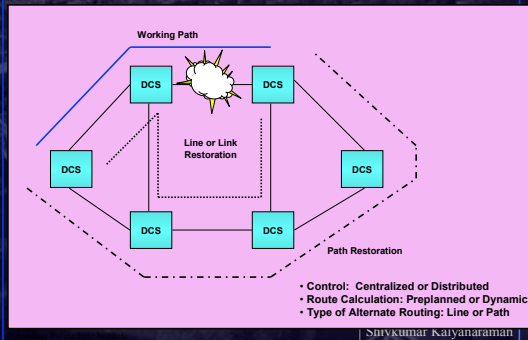 Working Path
DCS
DCS
Line or Link
Restoration
DCS
DCS
DCS
DCS
Path Restoration
• Control: Centralized or Distributed
• Route Calculation: Preplanned or Dynamic
• Type of Alternate Routing: Line or Path
Shivkumar Kalyanaraman